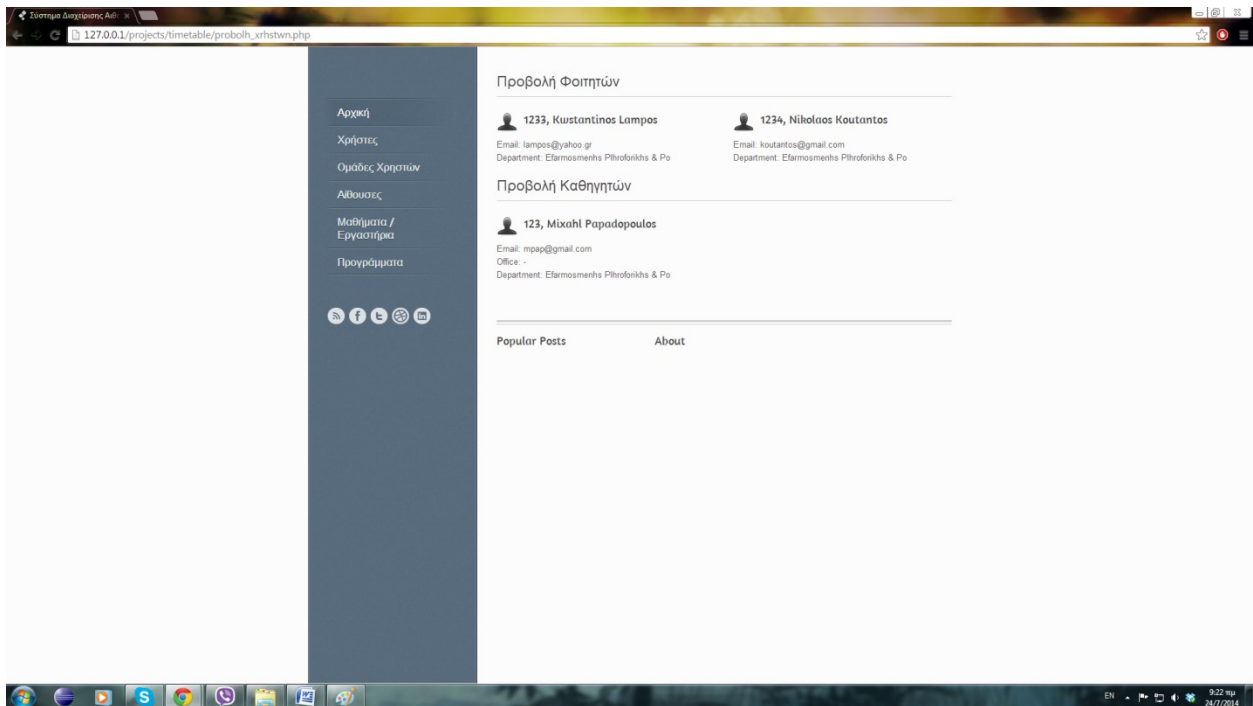 Σύστημα Διαχείρισης Αιθ
127.0.0.1/projects/timetable/probolh_xrhstwn.php
Αρχική
Χρήστες
Ομάδες Χρηστών
Αίθουσες
Μαθήματα /
Εργαστήρια
Προγράμματα
Προβολή Φοιτητών
1233, Kwstantinos Lampos
Email: lampos@yahoo.gr
Department: Efarmosmenhs Plhroforikhs & Po
1234, Nikolaos Koutantos
Email: koutantos@gmail.com
Department: Efarmosmenhs Plhroforikhs & Po
Προβολή Καθηγητών
123, Mixahl Papadopoulos
Email: mpap@gmail.com
Office: -
Department: Efarmosmenhs Plhroforikhs & Po
Popular Posts
About
EN
9:22 πμ
24/7/2014